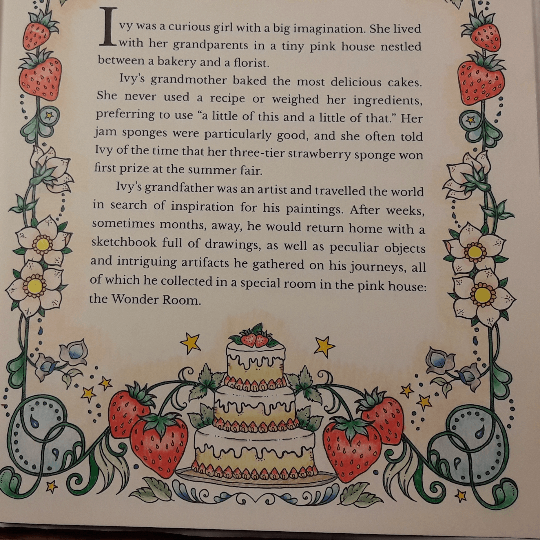 Ivy was a curious girl with a big imagination. She lived
with her grandparents in a tiny pink house nestled
between a bakery and a florist.
Ivy's grandmother baked the most delicious cakes.
She never used a recipe or weighed her ingredients,
preferring to use “a little of this and a little of that.” Her
jam sponges were particularly good, and she often told
Ivy of the time that her three-tier strawberry sponge won
first prize at the summer fair.
Ivy's grandfather was an artist and travelled the world
in search of inspiration for his paintings. After weeks,
sometimes months, away, he would return home with a
sketchbook full of drawings, as well as peculiar objects
and intriguing artifacts he gathered on his journeys, all
of which he collected in a special room in the pink house:
the Wonder Room.